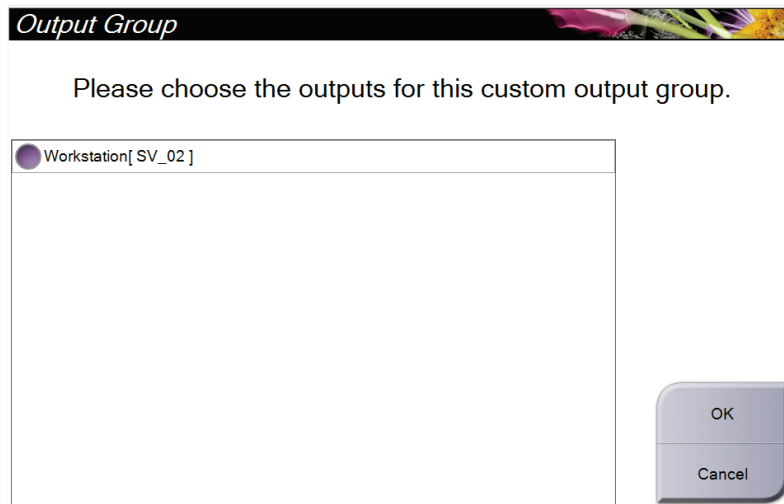 Output Group
Please choose the outputs for this custom output group.
Workstation[ SV_02 ]
OK
Cancel